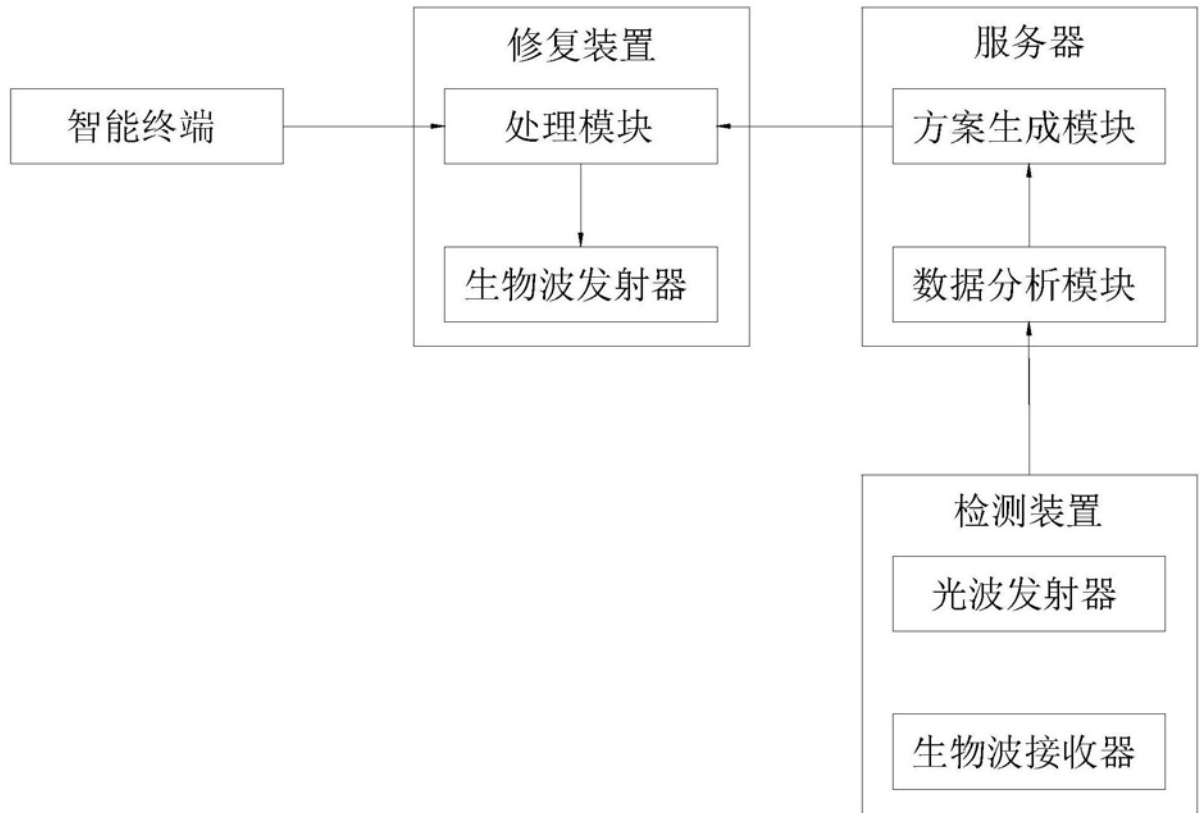 修复装置
服务器
智能终端
处理模块
方案生成模块
生物波发射器
数据分析模块
检测装置
光波发射器
生物波接收器